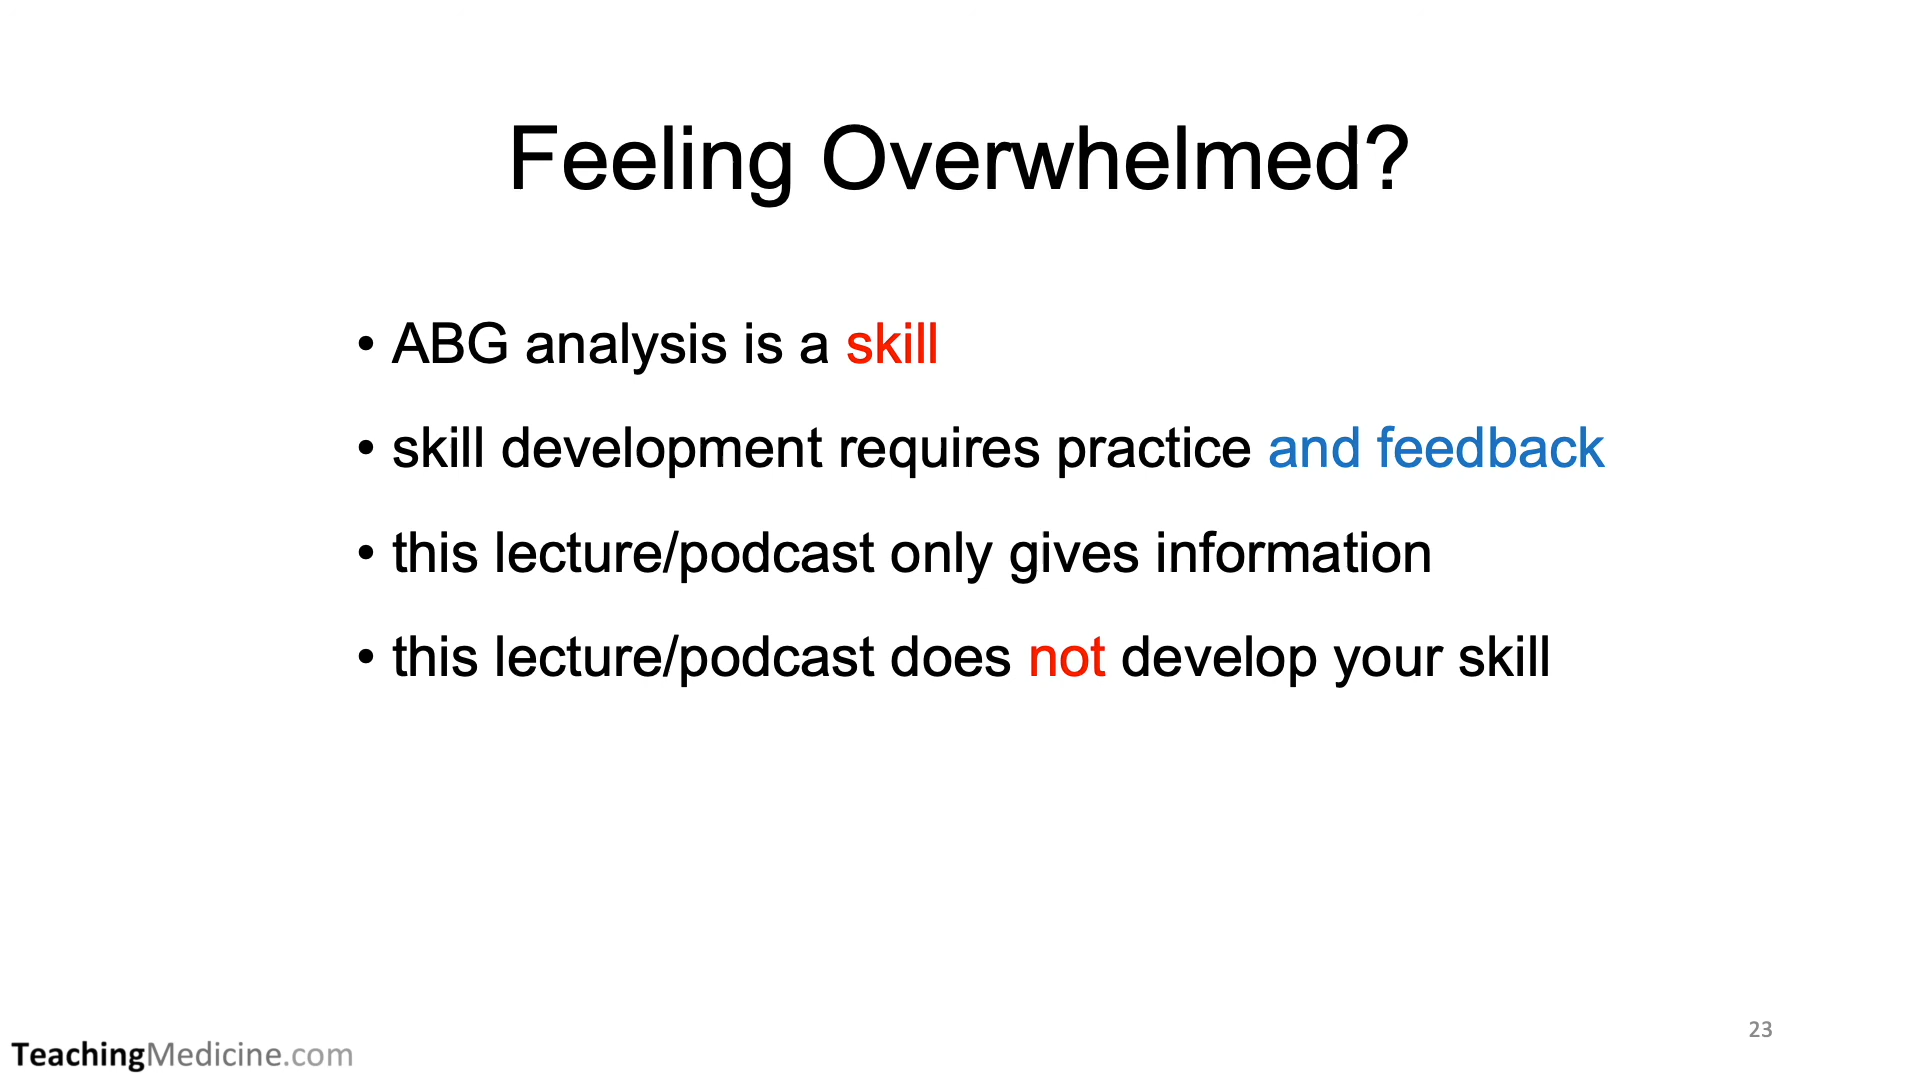 Feeling Overwhelmed?
• ABG analysis is a skill
• skill development requires practice and feedback
• this lecture/podcast only gives information
• this lecture/podcast does not develop your skill
23
TeachingMedicine.com